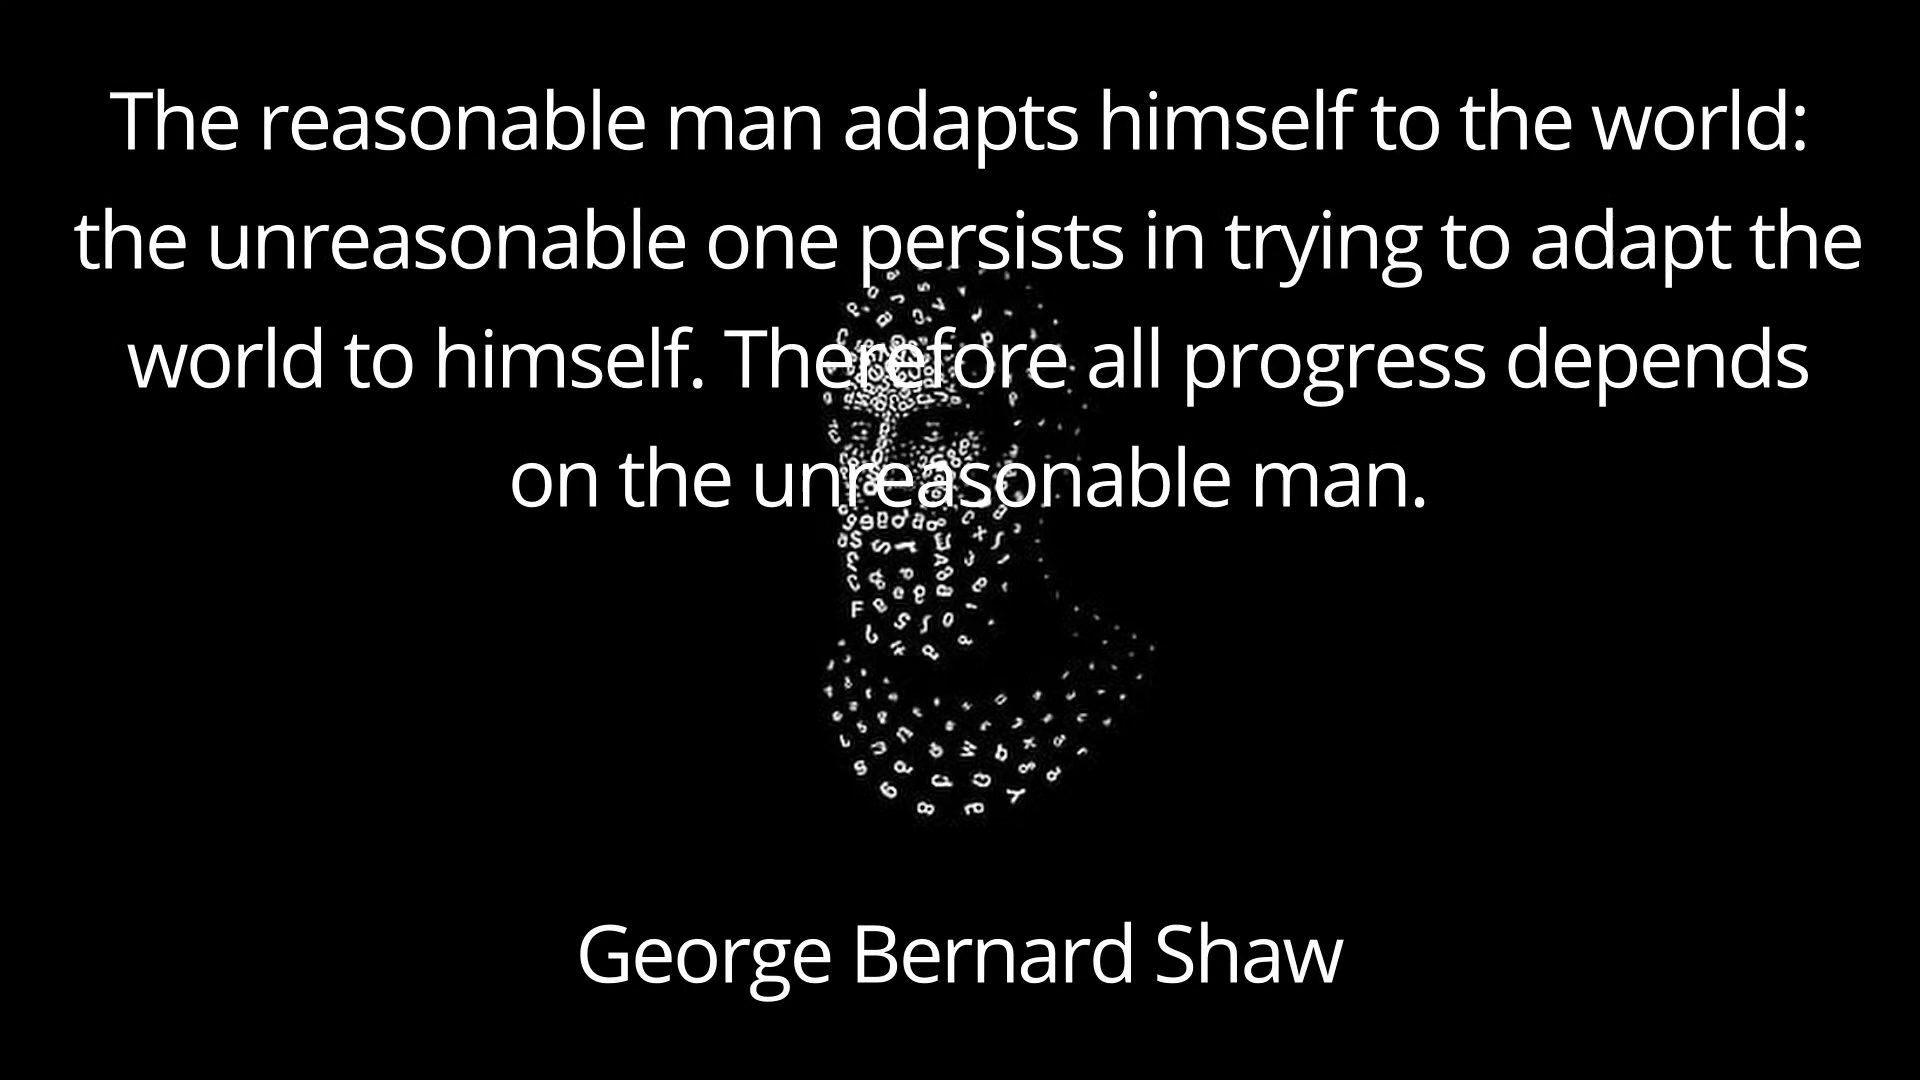 The reasonable man adapts himself to the world:
the unreasonable one persists in trying to adapt the
world to himself. Therefore all progress depends
on the unreasonable man.
George Bernard Shaw